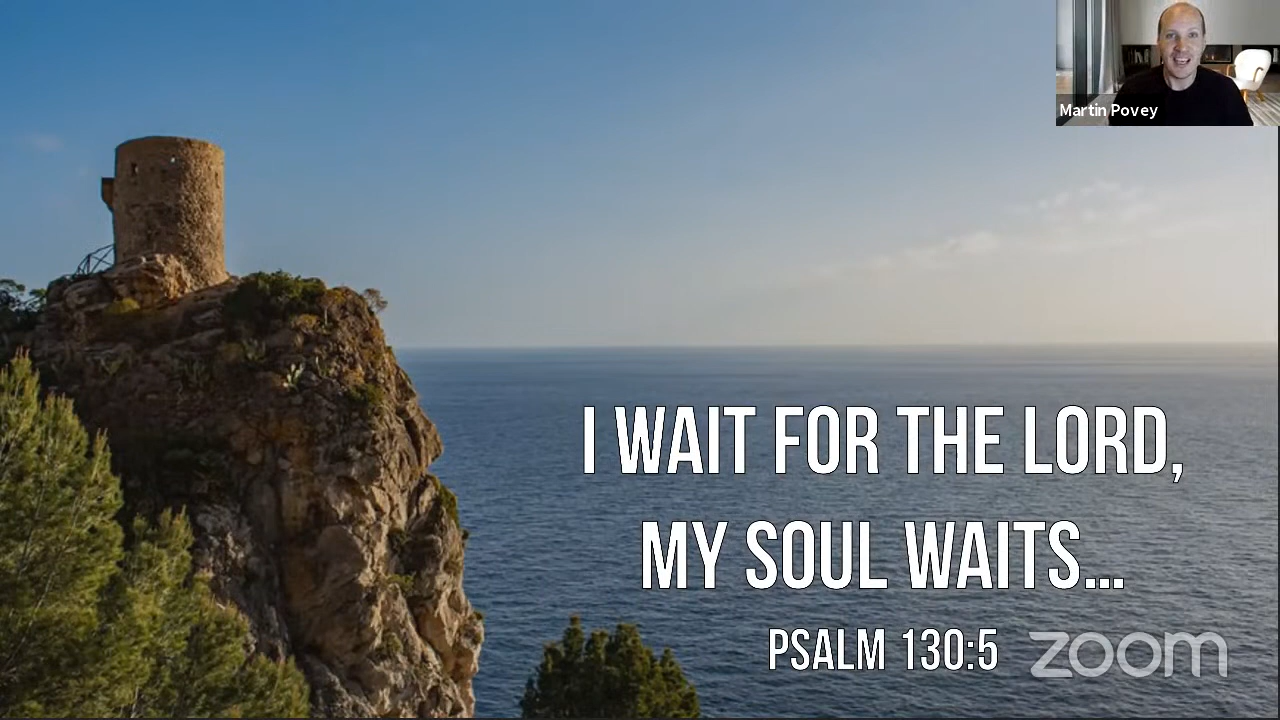 Martin Povey
I WAIT FOR THE LORD,
MY SOUL WAITS...
PSALM 130:5
zoom